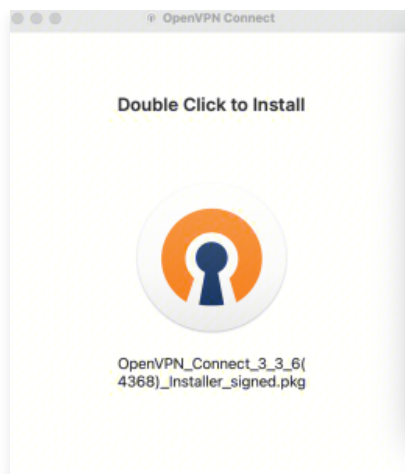 OpenVPN Connect
Double Click to Install
OpenVPN_Connect_3_3_6(
4368)_Installer_signed.pkg